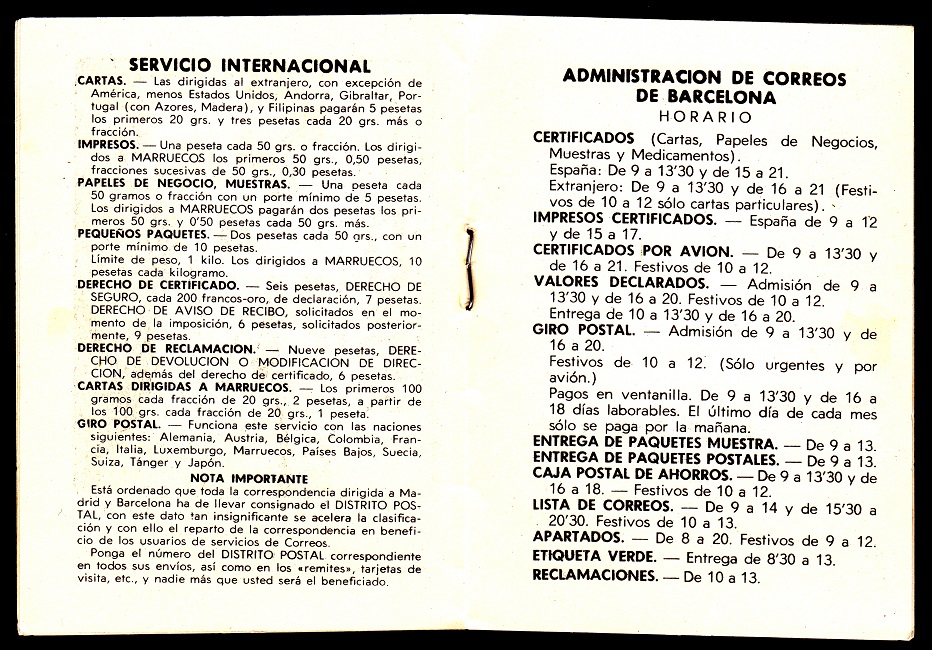 SERVICIO INTERNACIONAL
CARTAS. — Las dirigidas al extranjero, con excepción de
América, menos Estados Unidos, Andorra, Gibraltar, Por-
tugal (con Azores, Madera), y Filipinas pagarán 5 pesetas
los primeros 20 grs. y tres pesetas cada 20 grs. más o
fracción.
IMPRESOS. — Una peseta cada 50 grs. o fracción. Los dirigi-
dos a MARRUECOS los primeros 50 grs., 0,50 pesetas,
fracciones sucesivas de 50 grs., 0,30 pesetas.
PAPELES DE NEGOCIO, MUESTRAS. — Una peseta cada
50 gramos o fracción con un porte mínimo de 5 pesetas.
Los dirigidos a MARRUECOS pagarán dos pesetas los pri-
meros 50 grs. y 0'50 pesetas cada 50 grs. más.
PEQUEÑOS PAQUETES. — Dos pesetas cada 50 grs., con un
porte mínimo de 10 pesetas.
Límite de peso, 1 kilo. Los dirigidos a MARRUECOS, 10
pesetas cada kilogramo.
DERECHO DE CERTIFICADO. — Seis pesetas, DERECHO DE
SEGURO, cada 200 francos-oro, de declaración, 7 pesetas.
DERECHO DE AVISO DE RECIBO, solicitados en el mo-
mento de la imposición, 6 pesetas, solicitados posterior-
mente, 9 pesetas.
DERECHO DE RECLAMACION. — Nueve pesetas, DERE-
CHO DE DEVOLUCION O MODIFICACION DE DIREC-
CION, además del derecho de certificado, 6 pesetas.
CARTAS DIRIGIDAS A MARRUECOS. — Los primeros 100
gramos cada fracción de 20 grs., 2 pesetas, a partir de
los 100 grs. cada fracción de 20 grs., 1 peseta.
GIRO POSTAL. — Funciona este servicio con las naciones
siguientes: Alemania, Austria, Bélgica, Colombia, Fran-
cia, Italia, Luxemburgo, Marruecos, Países Bajos, Suecia,
Suiza, Tánger y Japón.
NOTA IMPORTANTE
Está ordenado que toda la correspondencia dirigida a Ma-
drid y Barcelona ha de llevar consignado el DISTRITO POS-
TAL, con este dato tan insignificante se acelera la clasifica-
ción y con ello el reparto de la correspondencia en benefi-
cio de los usuarios de servicios de Correos.
Ponga el número del DISTRITO POSTAL correspondiente
en todos sus envíos, así como en los «remites», tarjetas de
visita, etc., y nadie más que usted será el beneficiado.
ADMINISTRACION DE CORREOS
DE BARCELONA
HORARIO
CERTIFICADOS (Cartas, Papeles de Negocios,
Muestras y Medicamentos).
España: De 9 a 13'30 y de 15 a 21.
Extranjero: De 9 a 13'30 y de 16 a 21 (Festi-
vos de 10 a 12 sólo cartas particulares).
IMPRESOS CERTIFICADOS. — España de 9 a 12
y de 15 a 17.
CERTIFICADOS POR AVION. — De 9 a 13'30 y
de 16 a 21. Festivos de 10 a 12.
VALORES DECLARADOS. — Admisión de 9 a
13'30 y de 16 a 20. Festivos de 10 a 12.
Entrega de 10 a 13'30 y de 16 a 20.
GIRO POSTAL. — Admisión de 9 a 13'30 y de
16 a 20.
Festivos de 10 a 12. (Sólo urgentes y por
avión.)
Pagos en ventanilla. De 9 a 13'30 y de 16 a
18 días laborables. El último día de cada mes
sólo se paga por la mañana.
ENTREGA DE PAQUETES MUESTRA. — De 9 a 13.
ENTREGA DE PAQUETES POSTALES. — De 9 a 13.
CAJA POSTAL DE AHORROS. — De 9 a 13'30 y de
16 a 18. — Festivos de 10 a 12.
LISTA DE CORREOS. — De 9 a 14 y de 15'30 a
20'30. Festivos de 10 a 13.
APARTADOS. — De 8 a 20. Festivos de 9 a 12.
ETIQUETA VERDE. — Entrega de 8'30 a 13.
RECLAMACIONES. — De 10 a 13.